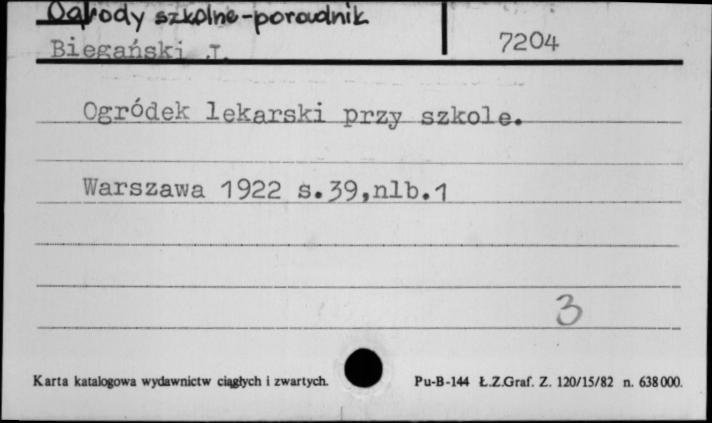 Ogrody szkolne-poradnik
Biegański J. 7204
Ogródek lekarski przy szkole.
Warszawa 1922 s.39,nlb.1
3
Karta katalogowa wydawnictw ciągłych i zwartych. Pu-B-144 Ł.Z.Graf. Z. 120/15/82 n. 638000.